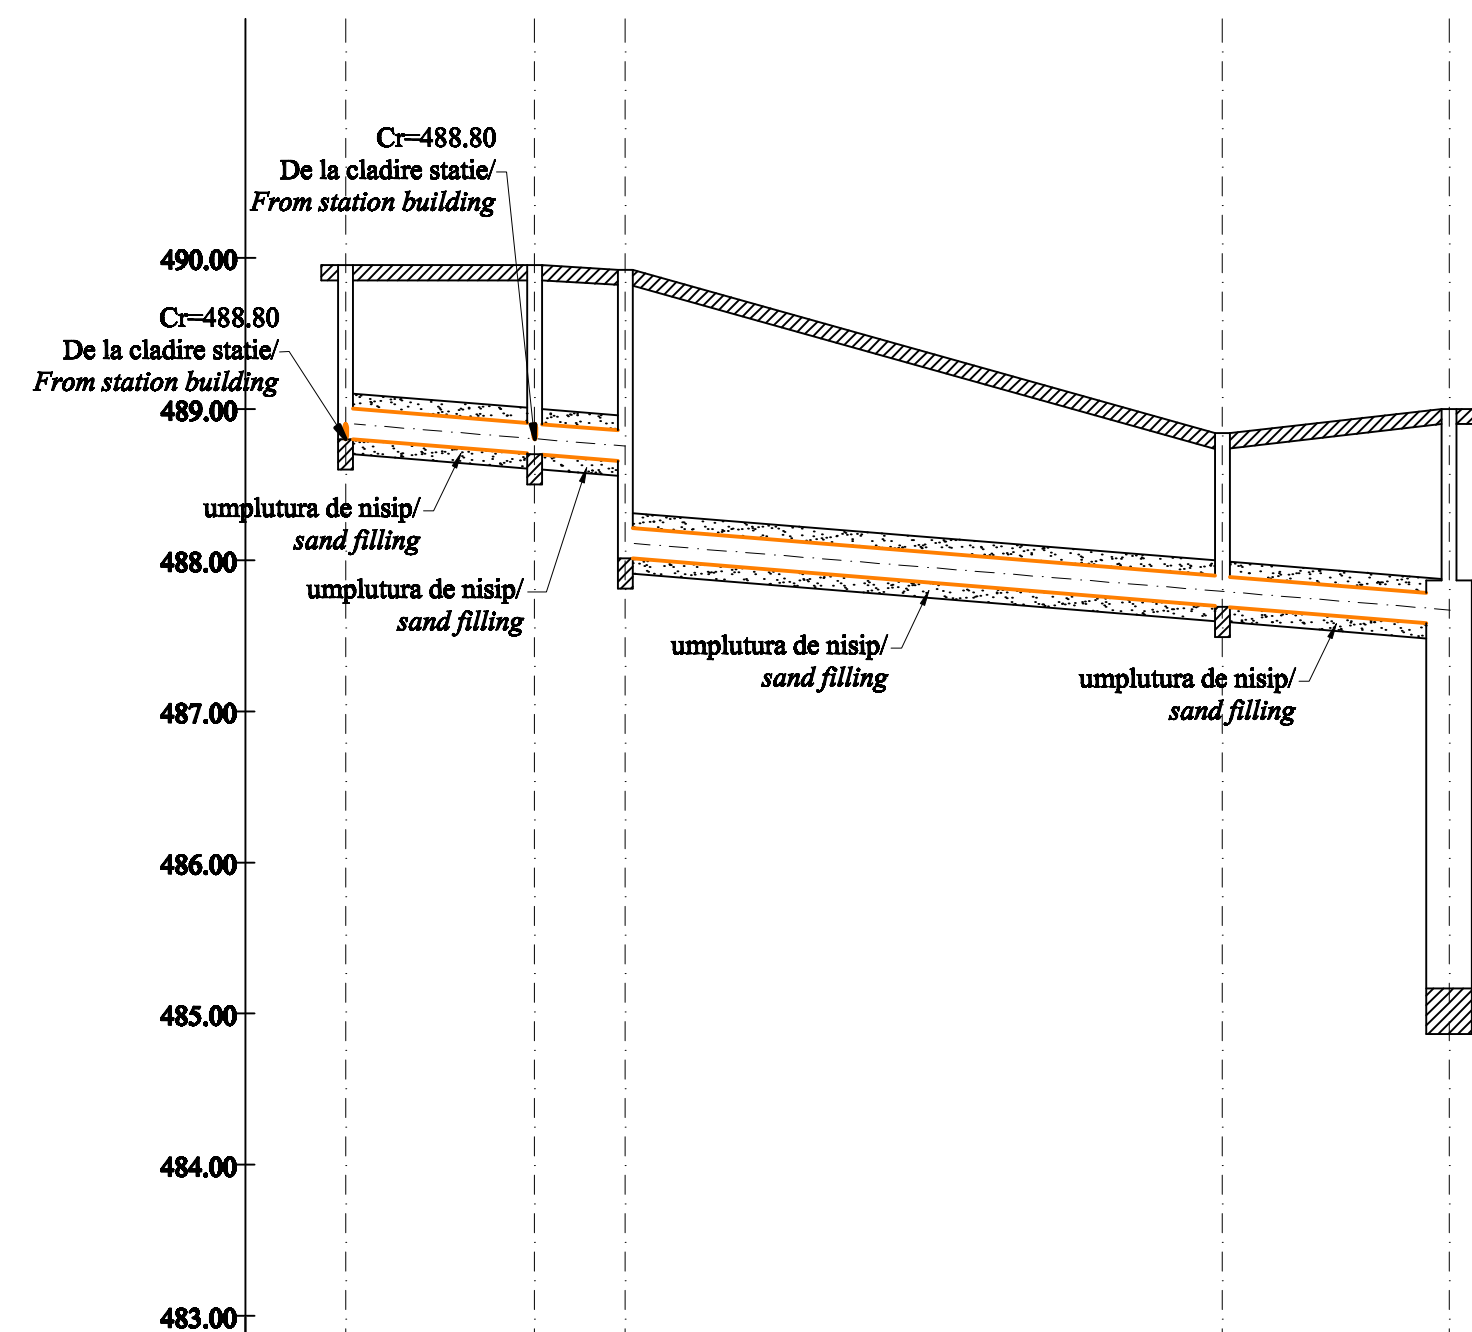 Cr=488.80
De la cladire statie/
From station building
490.00
Cr=488.80
De la cladire statie/
From station building
489.00
umplutura de nisip/
sand filling
488.00
umplutura de nisip/
sand filling
umplutura de nisip/
sand filling
umplutura de nisip/
sand filling
487.00
486.00
485.00
484.00
483.00